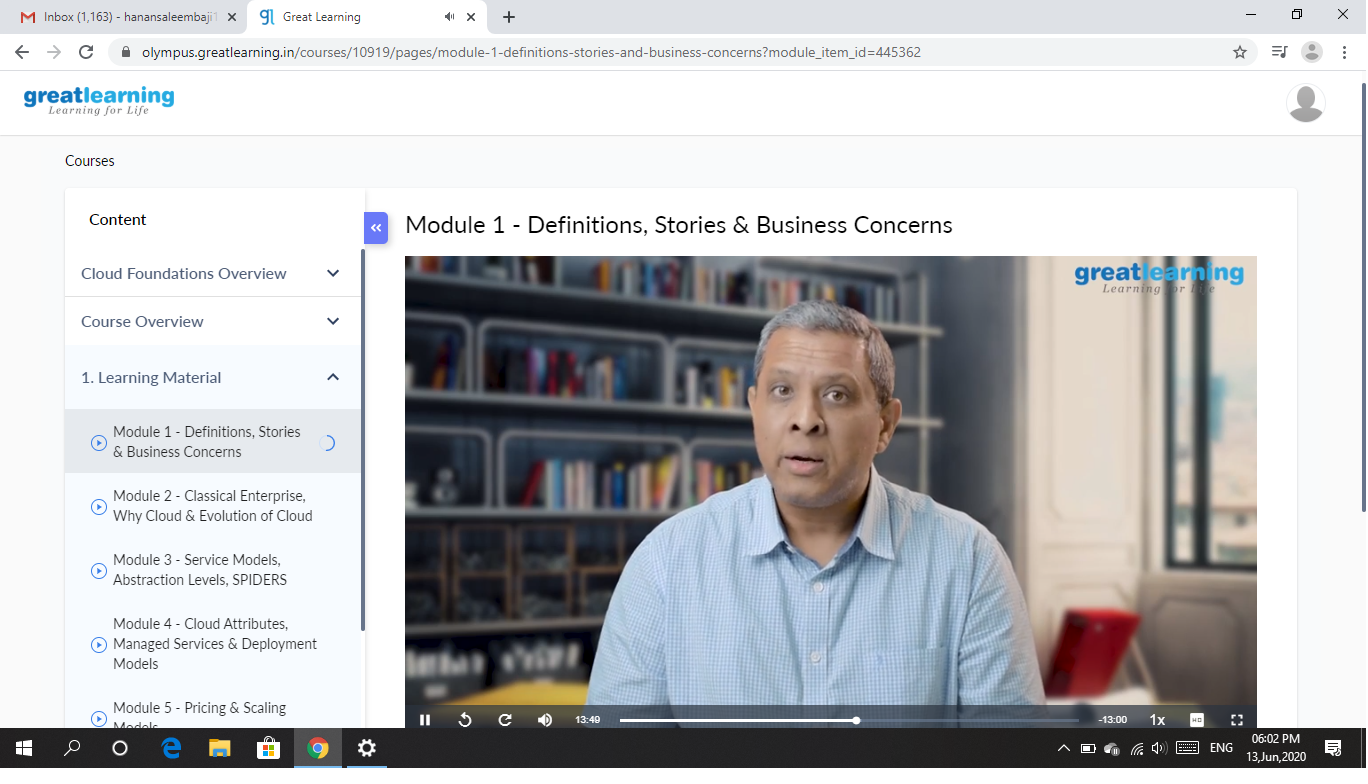 Inbox (1,163) - hanansaleembaji1
Great Learning
olympus.greatlearning.in/courses/10919/pages/module-1-definitions-stories-and-business-concerns?module_item_id=445362
greatlearning
Learning for Life
Courses
Content
Cloud Foundations Overview
Course Overview
1. Learning Material
Module 1 - Definitions, Stories
& Business Concerns
Module 2 - Classical Enterprise,
Why Cloud & Evolution of Cloud
Module 3 - Service Models,
Abstraction Levels, SPIDERS
Module 4 - Cloud Attributes,
Managed Services & Deployment
Models
Module 5 - Pricing & Scaling
Models
Module 1 - Definitions, Stories & Business Concerns
greatlearning
Learning for Life
13:49 -13:00 1x HD
ENG
06:02 PM
13,Jun,2020